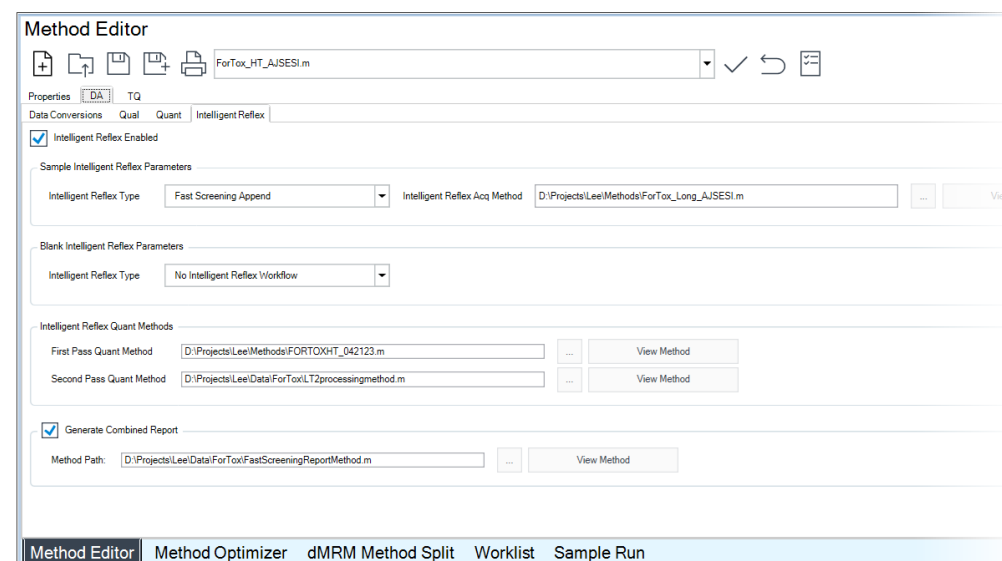 Method Editor
ForTox_HT_AJSESI.m
Properties DA TQ
Data Conversions Qual Quant Intelligent Reflex
Intelligent Reflex Enabled
Sample Intelligent Reflex Parameters
Intelligent Reflex Type Fast Screening Append Intelligent Reflex Acq Method D:\Projects\Lee\Methods\ForTox_Long_AJSESI.m ...
Blank Intelligent Reflex Parameters
Intelligent Reflex Type No Intelligent Reflex Workflow
Intelligent Reflex Quant Methods
First Pass Quant Method D:\Projects\Lee\Methods\FORTOXHT_042123.m ... View Method
Second Pass Quant Method D:\Projects\Lee\Data\ForTox\LT2processingmethod.m ... View Method
Generate Combined Report
Method Path: D:\Projects\Lee\Data\ForTox\FastScreeningReportMethod.m ... View Method
Method Editor Method Optimizer dMRM Method Split Worklist Sample Run